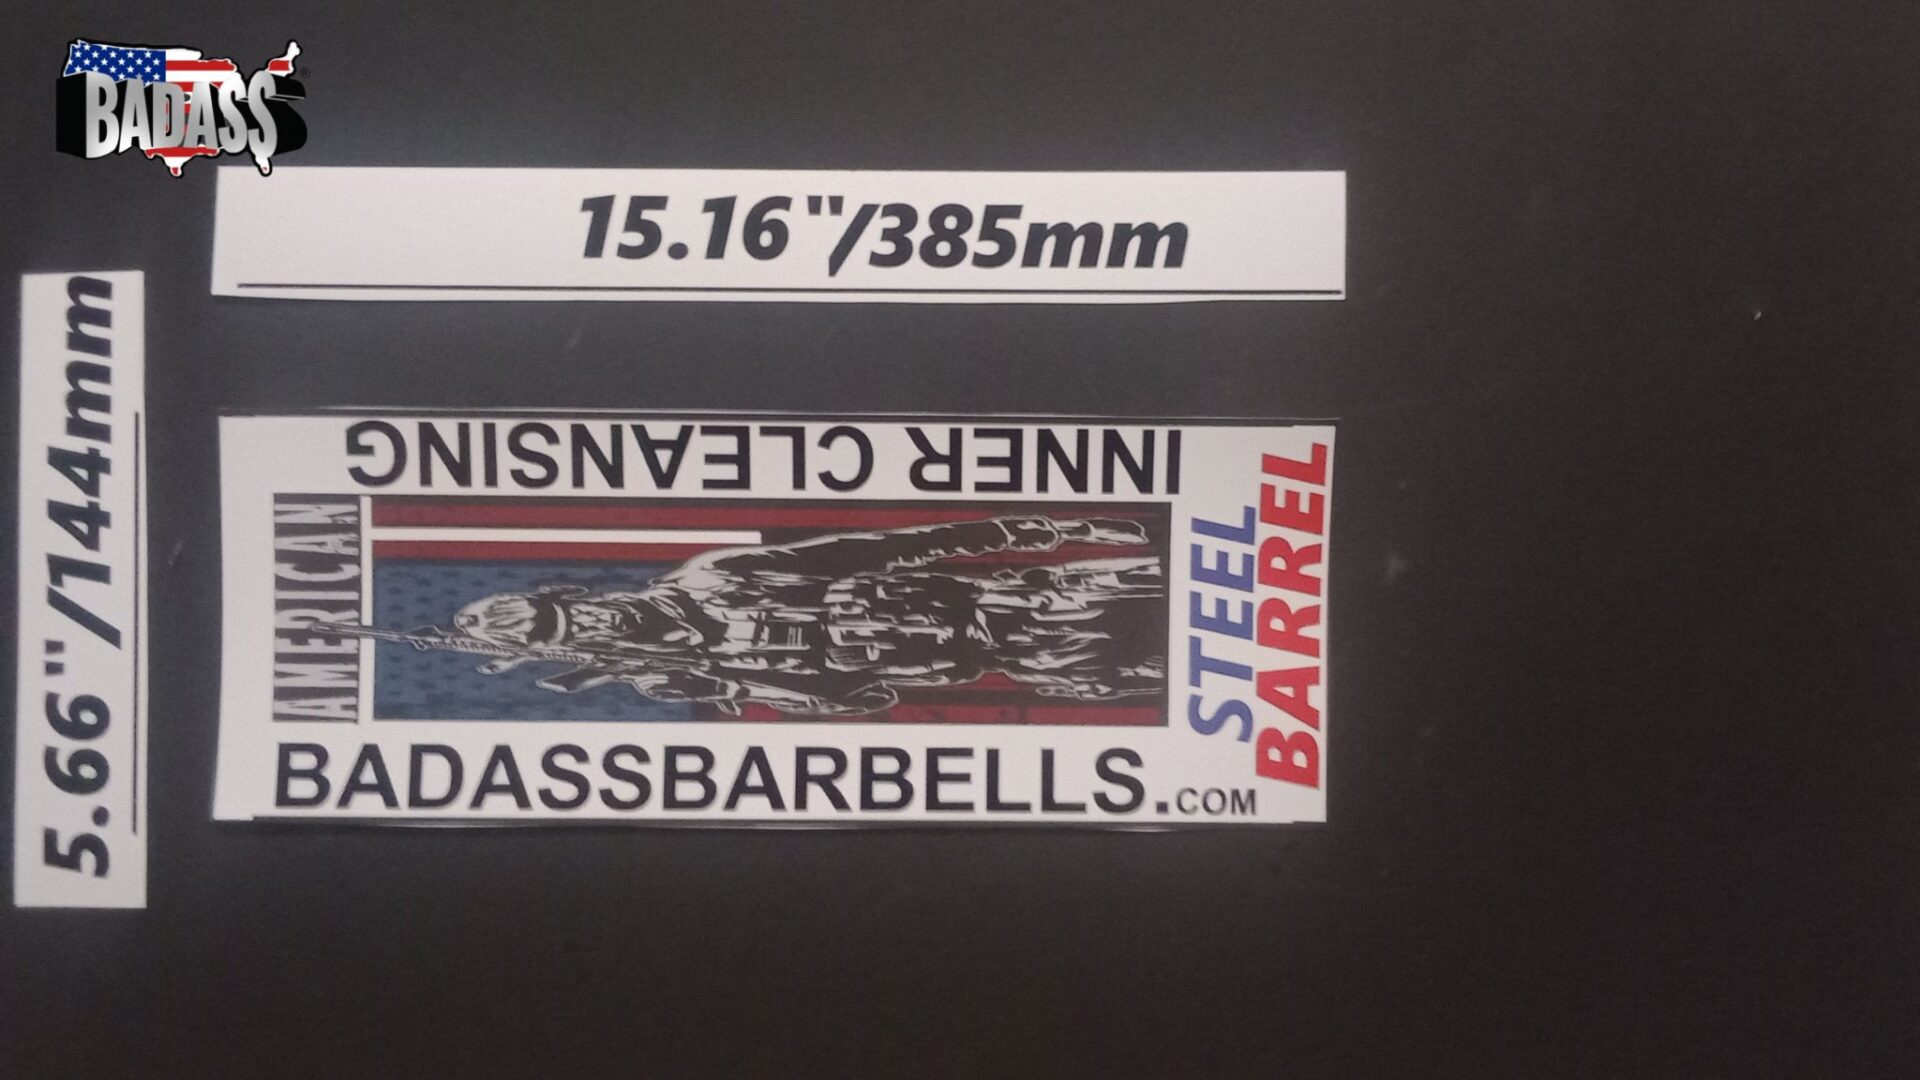 BADASS
®
15.16"/385mm
5.66"/144mm
INNER CLEANSING
AMERICAN
STEEL
BARREL
BADASSBARBELLS.COM